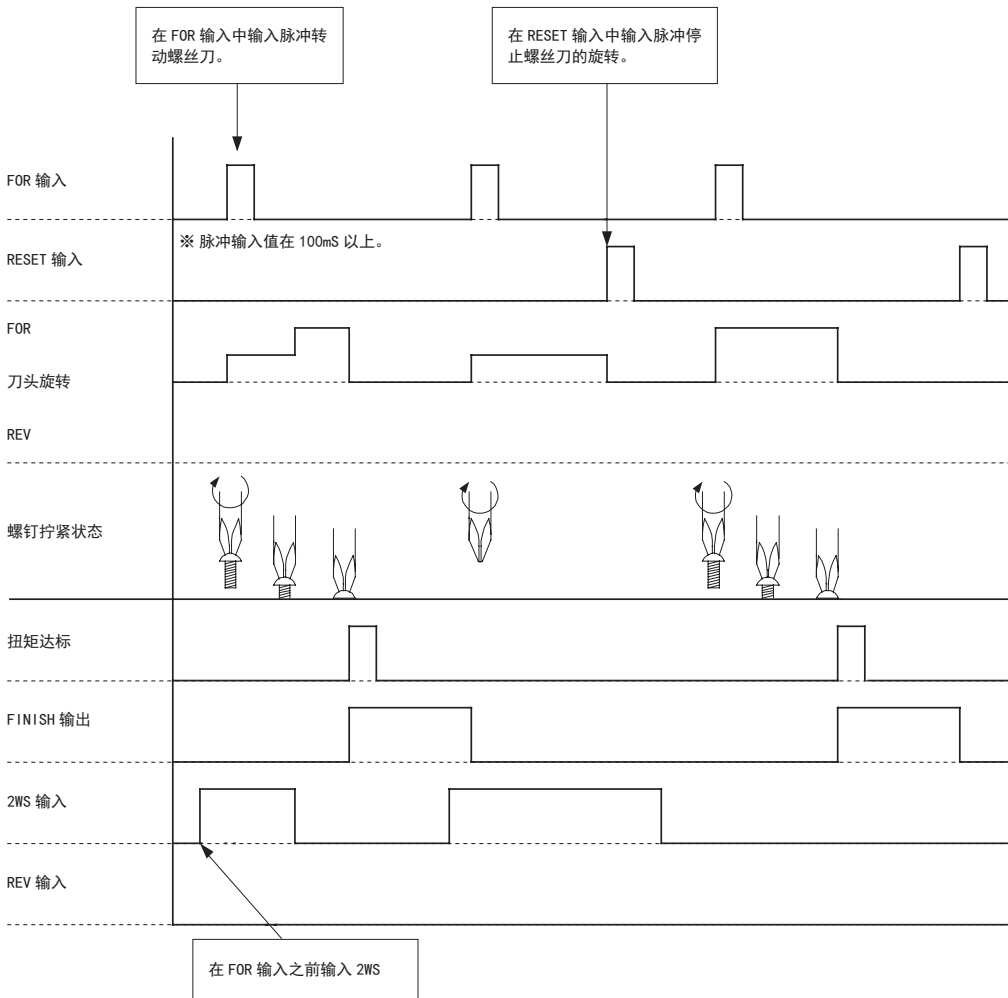 在 FOR 输入中输入脉冲转
动螺丝刀。
在 RESET 输入中输入脉冲停
止螺丝刀的旋转。
FOR 输入
※ 脉冲输入值在 100mS 以上。
RESET 输入
FOR
刀头旋转
REV
螺钉拧紧状态
扭矩达标
FINISH 输出
2WS 输入
REV 输入
在 FOR 输入之前输入 2WS